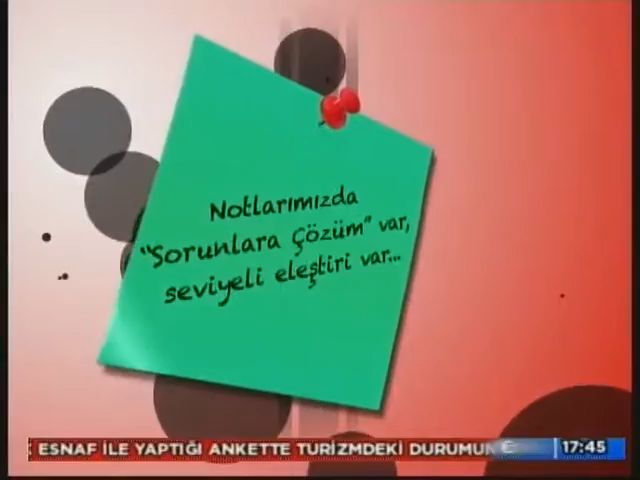 Notlarımızda
"Sorunlara Çözüm" var,
seviyeli eleştiri var...
ESNAF İLE YAPTIĞI ANKETTE TURİZMDEKİ DURUMUN
17:45